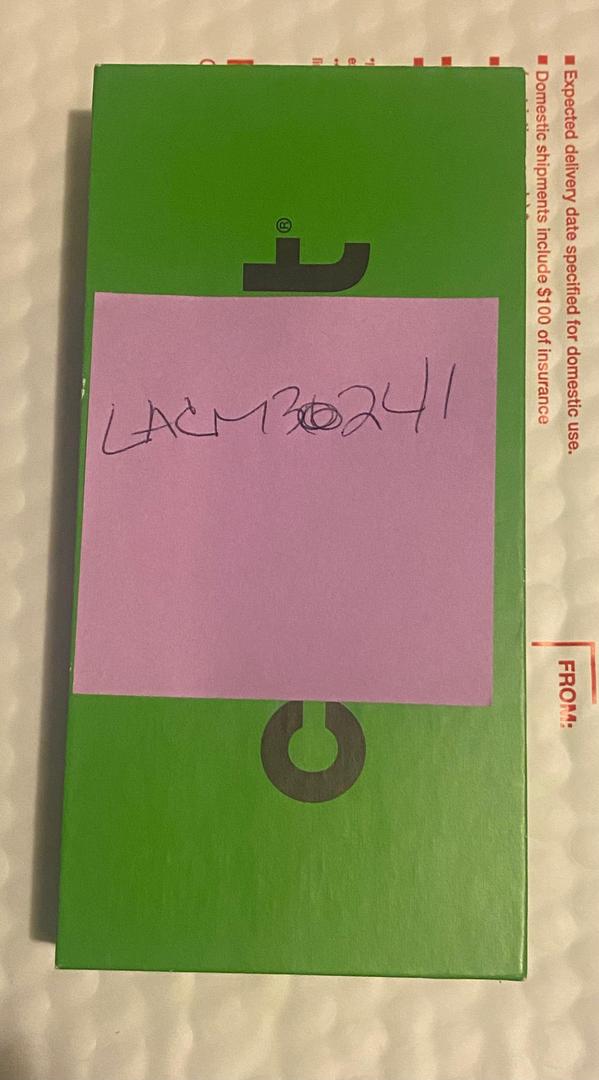 LACM30241
t®
c
■ Expected delivery date specified for domestic use.
■ Domestic shipments include $100 of insurance
FROM: